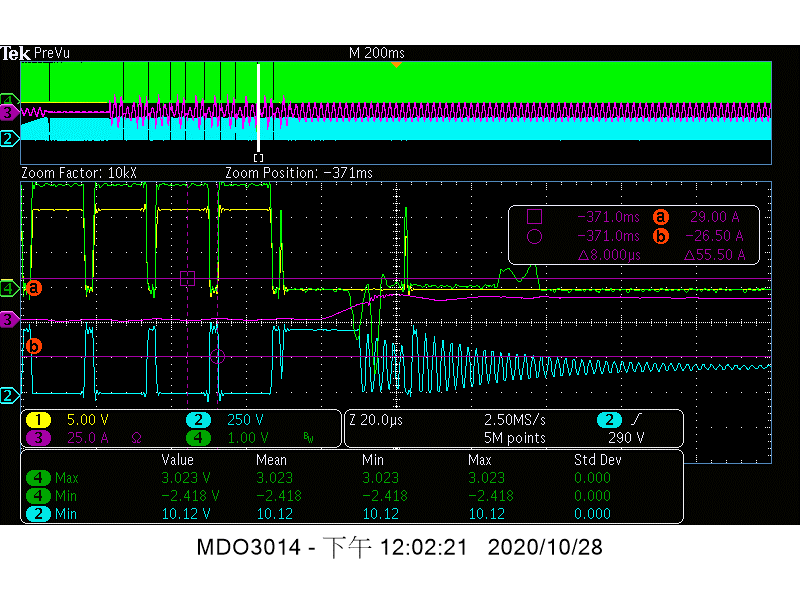 Tek PreVu M 200ms
4
3
2
Zoom Factor: 10kX Zoom Position: −371ms
−371.0ms a 29.00 A
−371.0ms b −26.50 A
Δ8.000µs Δ55.50 A
4 a
3
b
2
1 5.00 V 2 250 V Z 20.0µs 2.50MS/s 2
3 25.0 A Ω 4 1.00 V BW 5M points 290 V
Value Mean Min Max Std Dev
4 Max 3.023 V 3.023 3.023 3.023 0.000
4 Min −2.418 V −2.418 −2.418 −2.418 0.000
2 Min 10.12 V 10.12 10.12 10.12 0.000
MDO3014 - 下午 12:02:21 2020/10/28